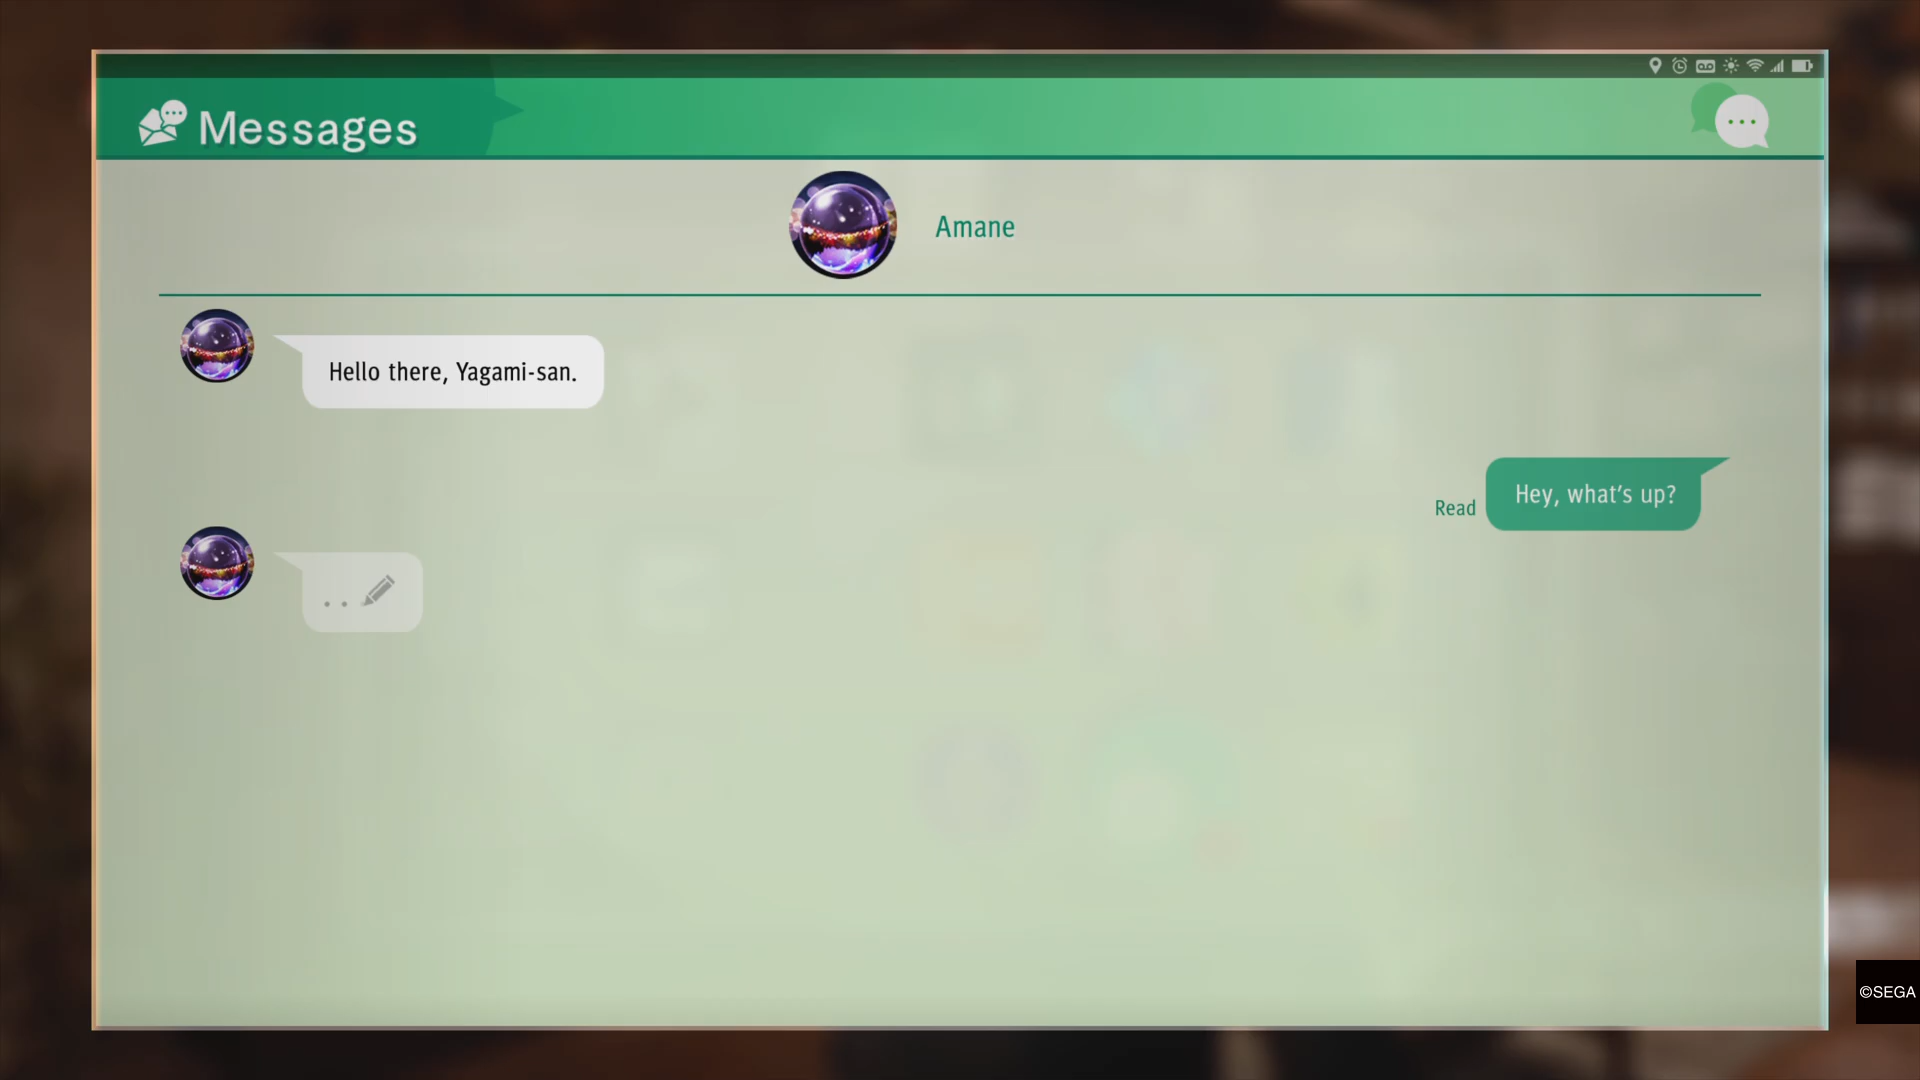 Messages
Amane
Hello there, Yagami-san.
Hey, what's up?
Read
©SEGA